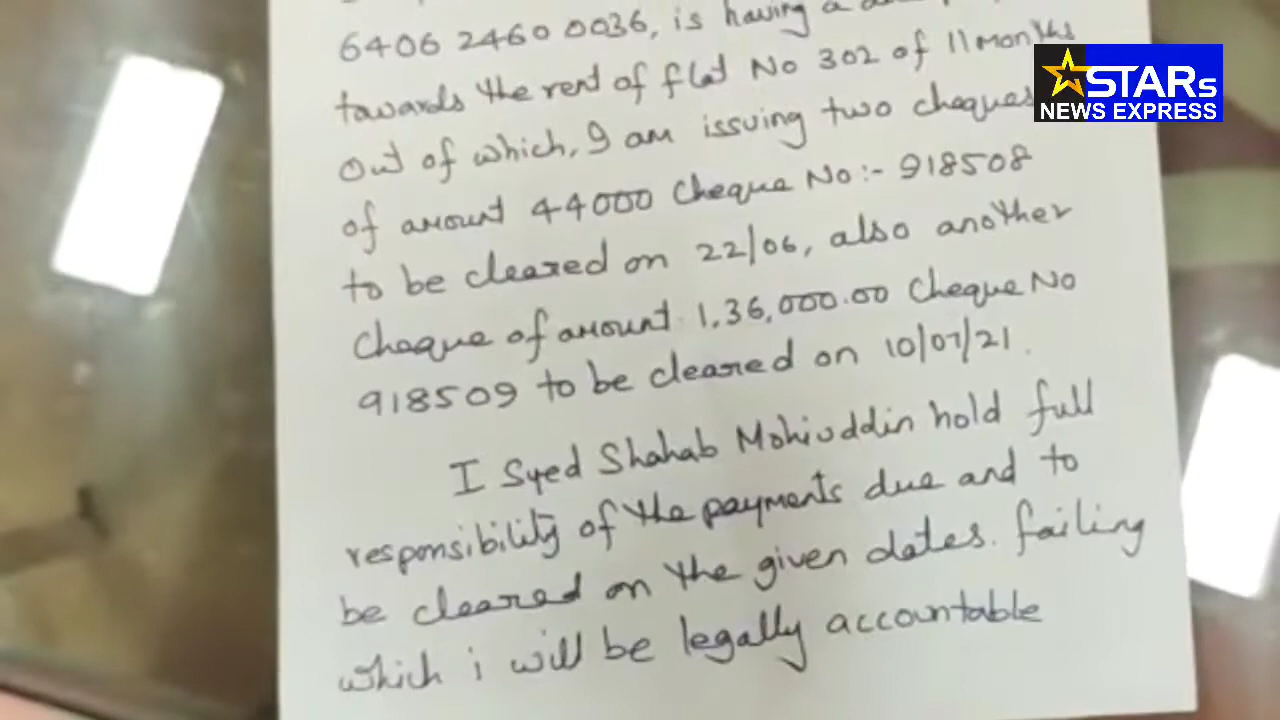 6406 2460 0036, is having a
towards the rent of flat No 302 of 11 Months
out of which, I am issuing two cheques
of amount 44000 Cheque No:- 918508
to be cleared on 22/06, also another
Cheque of amount 1,36,000.00 Cheque No
918509 to be cleared on 10/07/21.
I Syed Shahab Mohiuddin hold full
responsibility of the payments due and to
be cleared on the given dates. failing
which i will be legally accountable
STARs
NEWS EXPRESS